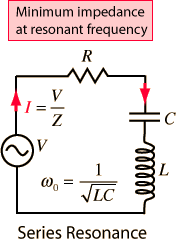 Minimum impedance
at resonant frequency
R
I = V/Z
C
V
L
ω₀ = 1/√LC
Series Resonance